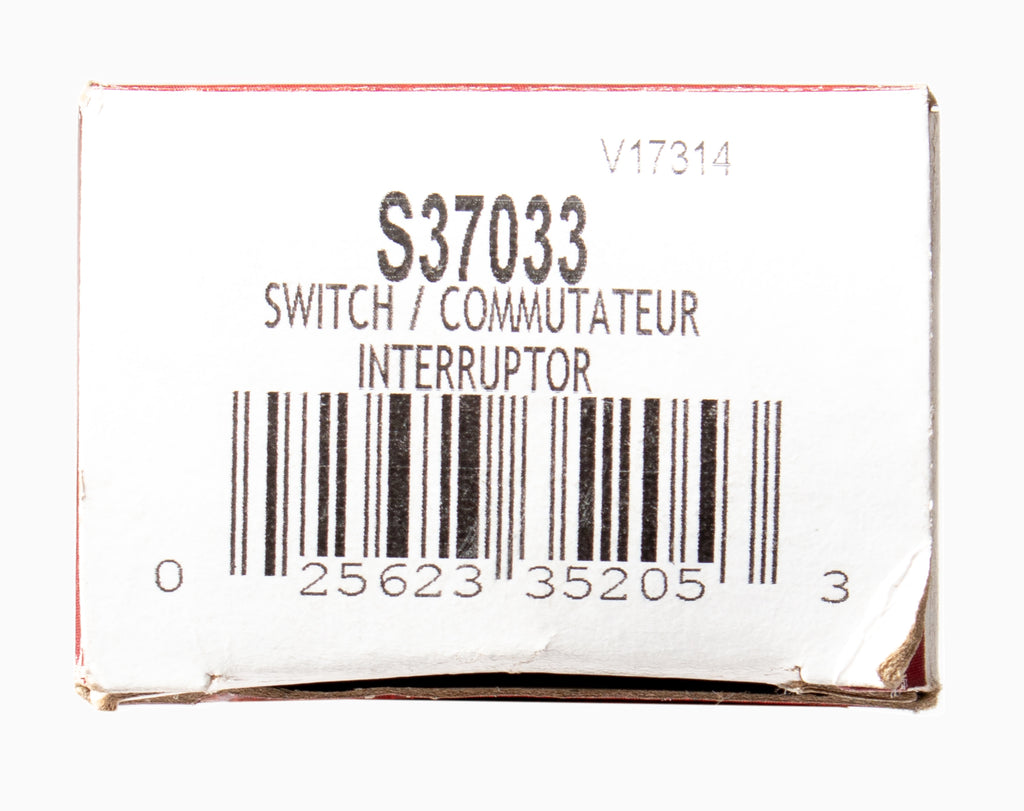 V17314
S37033
SWITCH / COMMUTATEUR
INTERRUPTOR
0 25623 35205 3